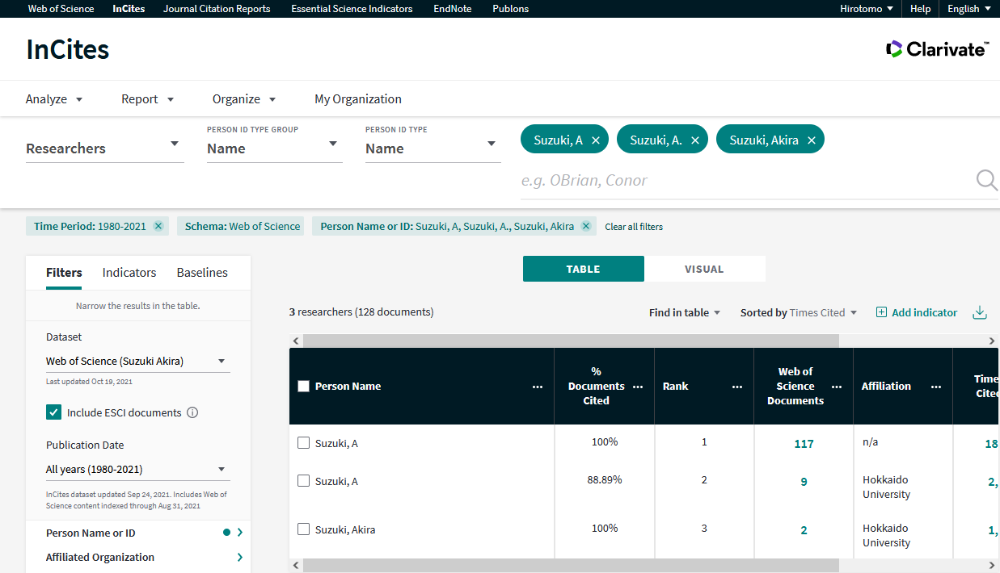 Web of Science InCites Journal Citation Reports Essential Science Indicators EndNote Publons Hirotomo Help English
InCites
Clarivate™
Analyze Report Organize My Organization
PERSON ID TYPE GROUP PERSON ID TYPE
Researchers Name Name
Suzuki, A × Suzuki, A. × Suzuki, Akira ×
e.g. OBrian, Conor
Time Period: 1980-2021 × Schema: Web of Science Person Name or ID: Suzuki, A, Suzuki, A., Suzuki, Akira × Clear all filters
Filters Indicators Baselines
Narrow the results in the table.
Dataset
Web of Science (Suzuki Akira)
Last updated Oct 19, 2021
Include ESCI documents
Publication Date
All years (1980-2021)
InCites dataset updated Sep 24, 2021. Includes Web of
Science content indexed through Aug 31, 2021
Person Name or ID
Affiliated Organization
TABLE VISUAL
3 researchers (128 documents) Find in table Sorted by Times Cited Add indicator
Person Name ... % Documents Cited ... Rank ... Web of Science Documents ... Affiliation ... Time Cite
Suzuki, A 100% 1 117 n/a 18
Suzuki, A 88.89% 2 9 Hokkaido University 2,
Suzuki, Akira 100% 3 2 Hokkaido University 1,